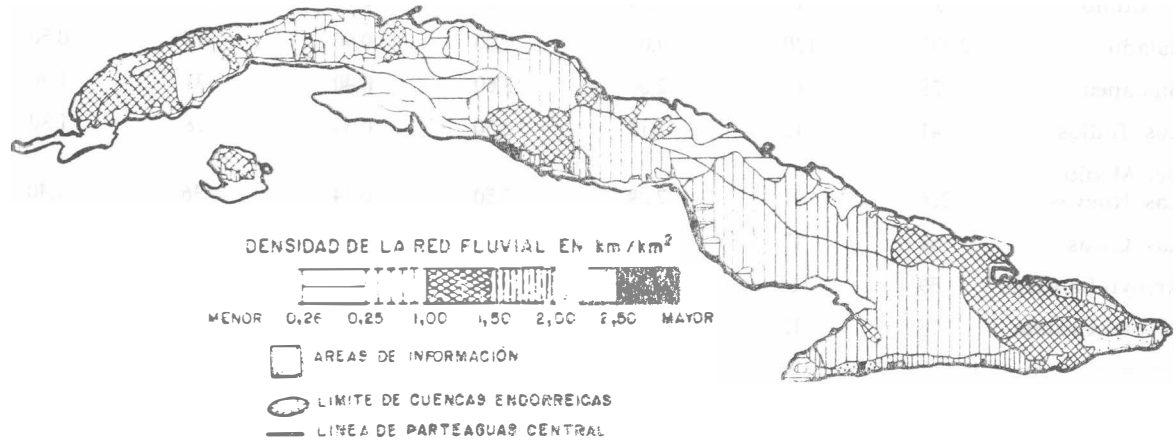 DENSIDAD DE LA RED FLUVIAL EN km/km²
MENOR 0,26 0,25 1,00 1,50 2,00 2,50 MAYOR
AREAS DE INFORMACIÓN
LIMITE DE CUENCAS ENDORREICAS
LINEA DE PARTEAGUAS CENTRAL